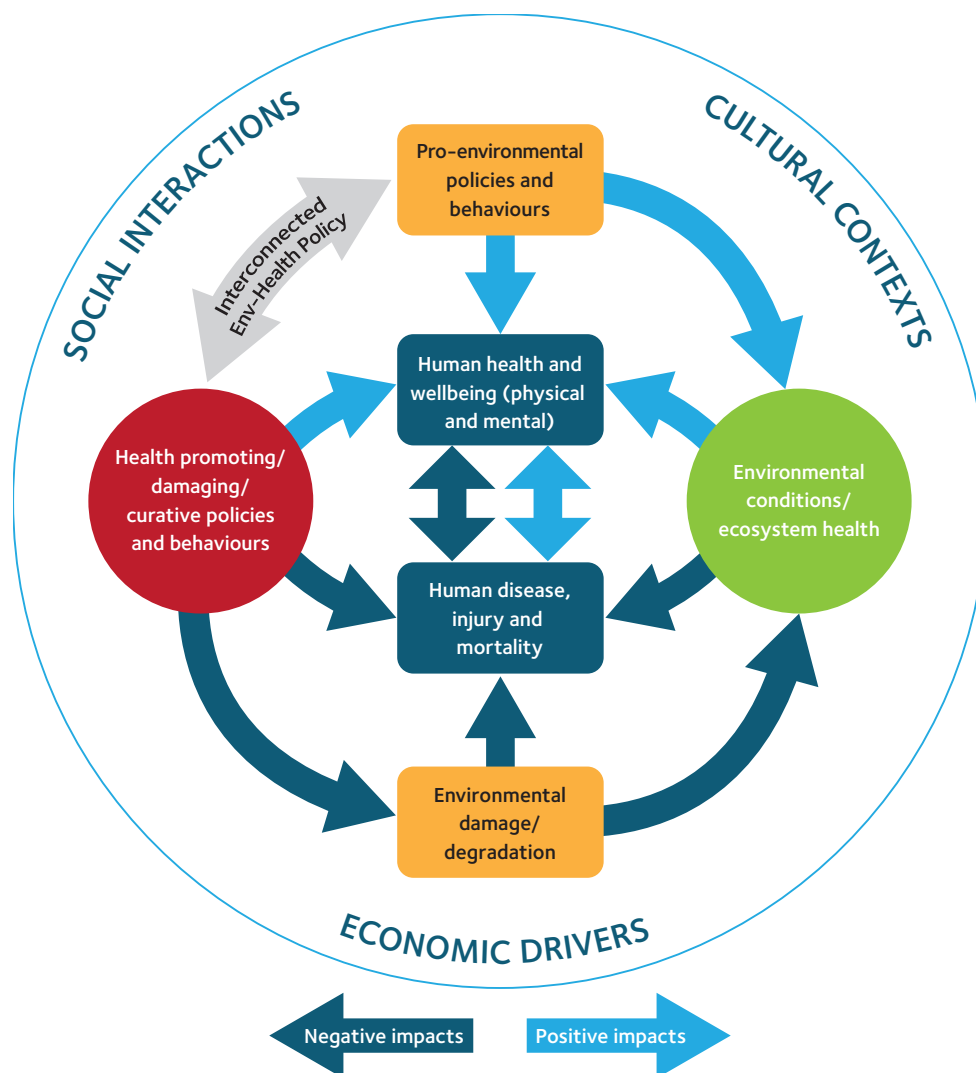 SOCIAL INTERACTIONS
CULTURAL CONTEXTS
Pro-environmental
policies and
behaviours
Interconnected
Env-Health Policy
Human health and
wellbeing (physical
and mental)
Health promoting/
damaging/
curative policies
and behaviours
Environmental
conditions/
ecosystem health
Human disease,
injury and
mortality
Environmental
damage/
degradation
ECONOMIC DRIVERS
Negative impacts
Positive impacts